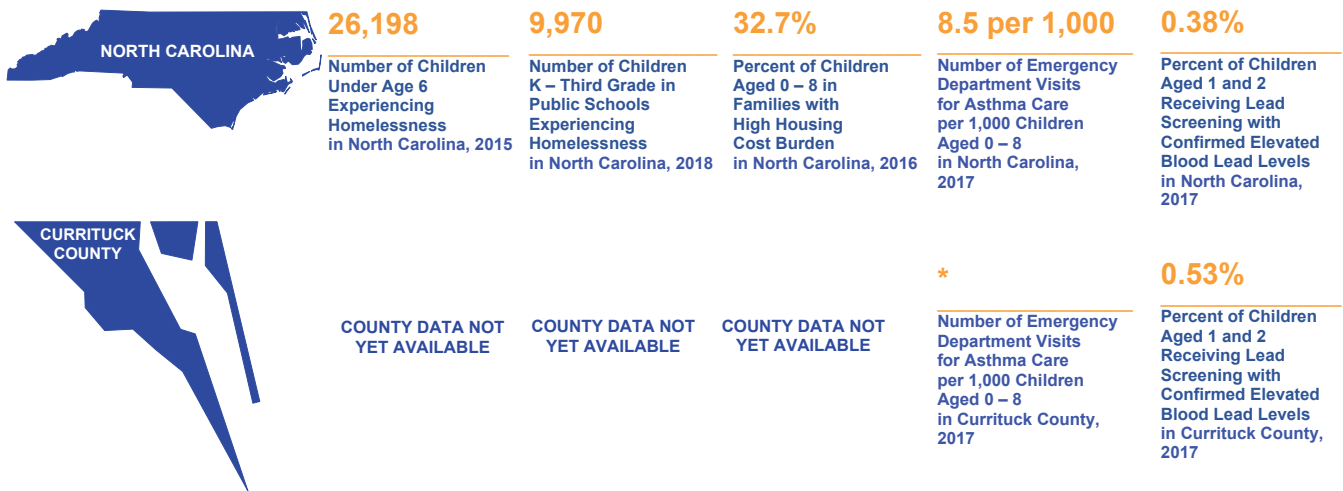 NORTH CAROLINA
26,198
Number of Children
Under Age 6
Experiencing
Homelessness
in North Carolina, 2015
9,970
Number of Children
K – Third Grade in
Public Schools
Experiencing
Homelessness
in North Carolina, 2018
32.7%
Percent of Children
Aged 0 – 8 in
Families with
High Housing
Cost Burden
in North Carolina, 2016
8.5 per 1,000
Number of Emergency
Department Visits
for Asthma Care
per 1,000 Children
Aged 0 – 8
in North Carolina,
2017
0.38%
Percent of Children
Aged 1 and 2
Receiving Lead
Screening with
Confirmed Elevated
Blood Lead Levels
in North Carolina,
2017
CURRITUCK
COUNTY
COUNTY DATA NOT
YET AVAILABLE
COUNTY DATA NOT
YET AVAILABLE
COUNTY DATA NOT
YET AVAILABLE
*
Number of Emergency
Department Visits
for Asthma Care
per 1,000 Children
Aged 0 – 8
in Currituck County,
2017
0.53%
Percent of Children
Aged 1 and 2
Receiving Lead
Screening with
Confirmed Elevated
Blood Lead Levels
in Currituck County,
2017